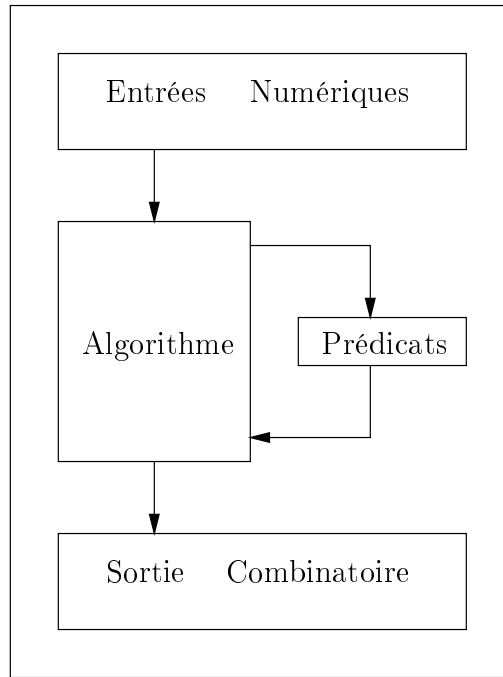 Entrées Numériques
Algorithme
Prédicats
Sortie Combinatoire